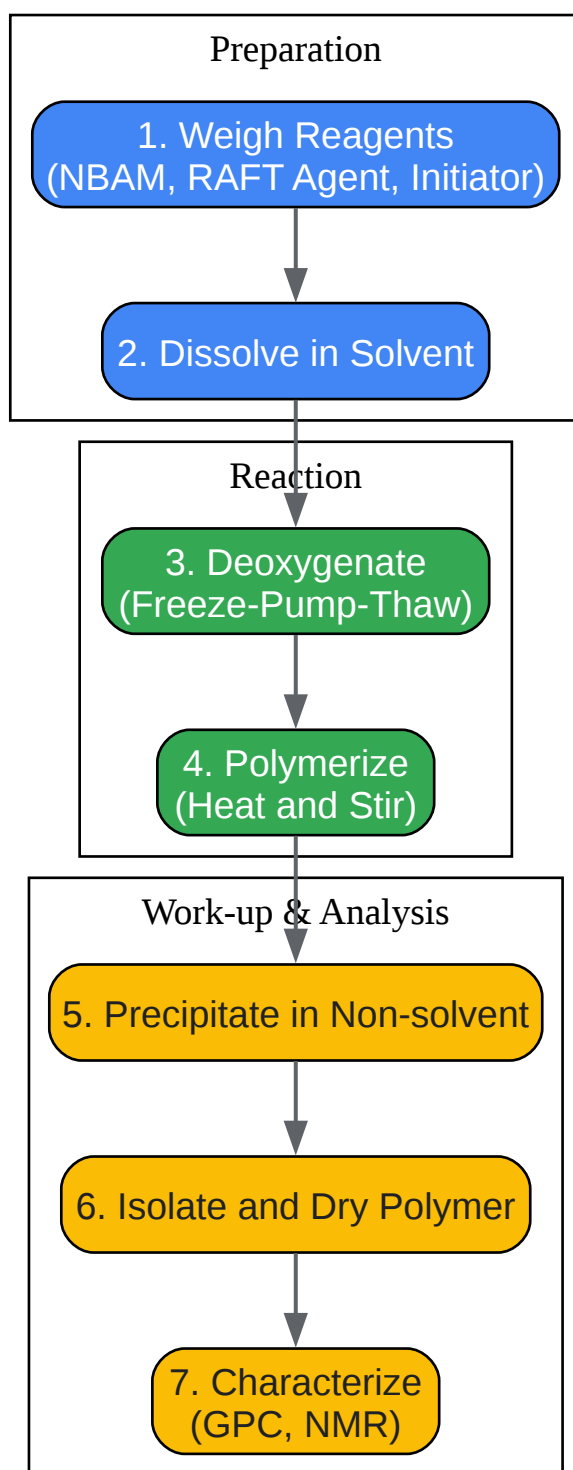 Preparation
1. Weigh Reagents
(NBAM, RAFT Agent, Initiator)
2. Dissolve in Solvent
Reaction
3. Deoxygenate
(Freeze-Pump-Thaw)
4. Polymerize
(Heat and Stir)
Work-up & Analysis
5. Precipitate in Non-solvent
6. Isolate and Dry Polymer
7. Characterize
(GPC, NMR)